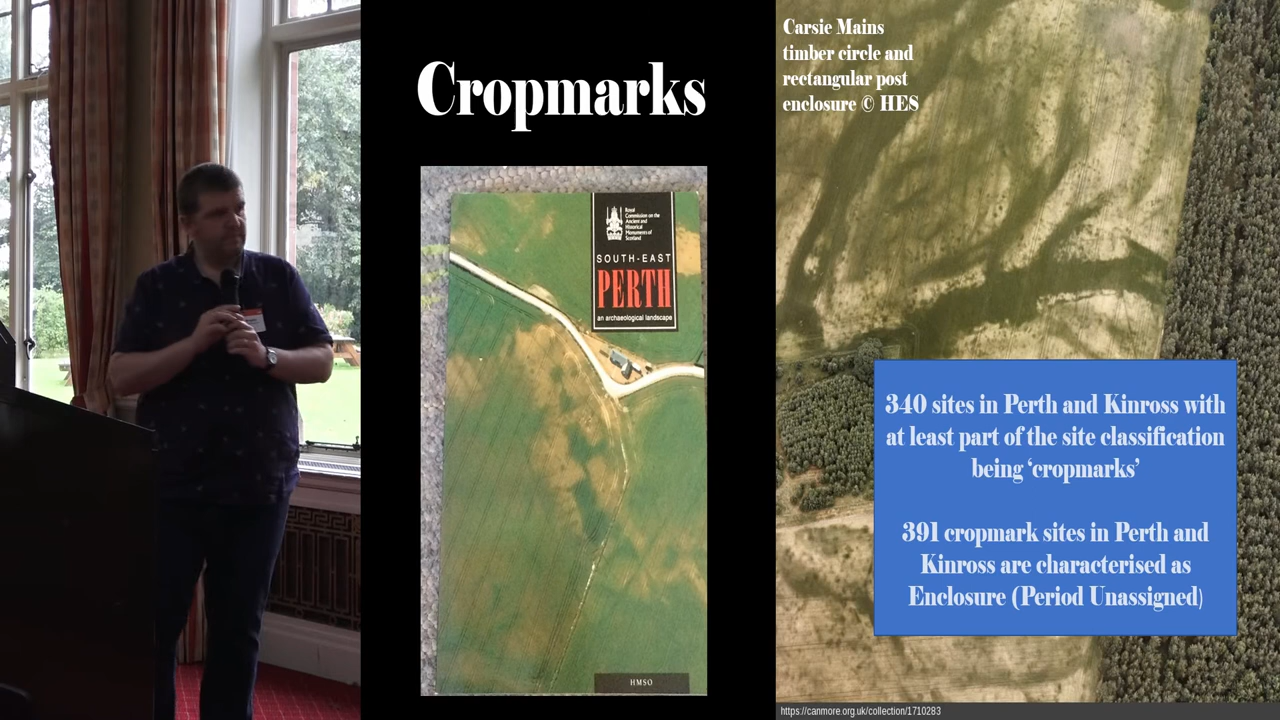 Cropmarks
Royal
Commission on the
Ancient and
Historical
Monuments of
Scotland
SOUTH-EAST
PERTH
an archaeological landscape
HMSO
Carsie Mains
timber circle and
rectangular post
enclosure © HES
340 sites in Perth and Kinross with
at least part of the site classification
being ‘cropmarks’
391 cropmark sites in Perth and
Kinross are characterised as
Enclosure (Period Unassigned)
https://canmore.org.uk/collection/1710283